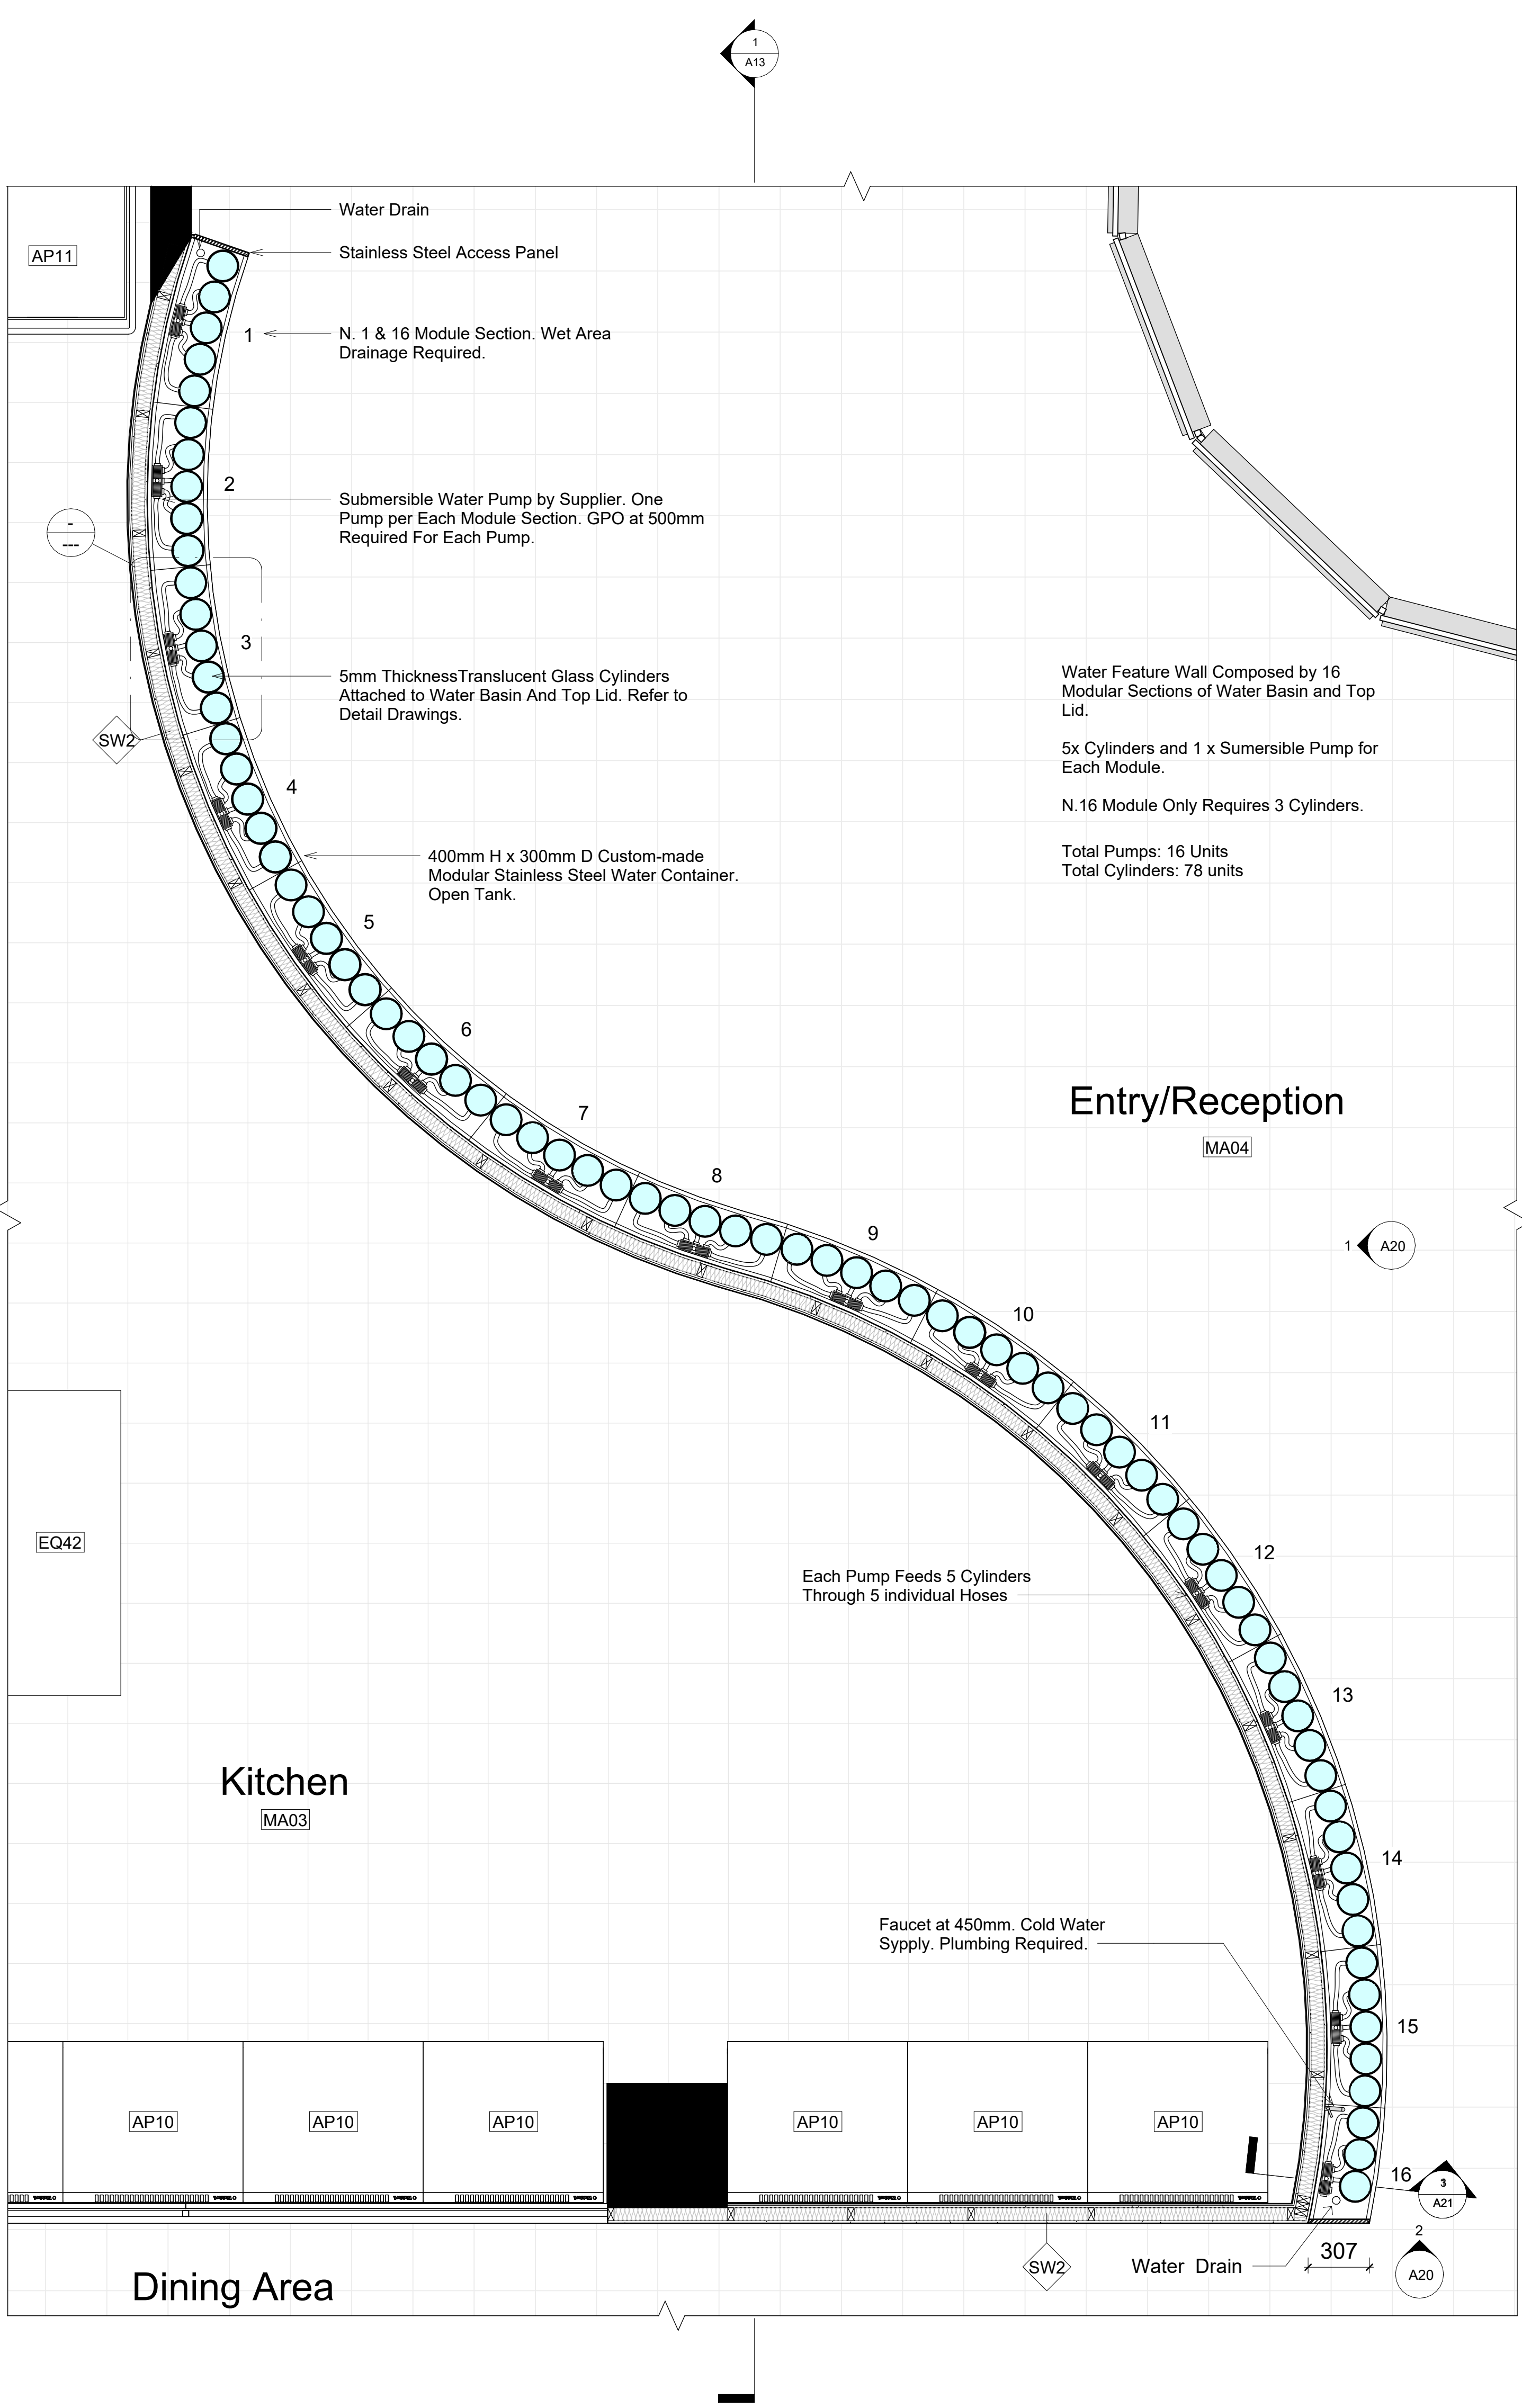 1
A13
Water Drain
AP11
Stainless Steel Access Panel
1
N. 1 & 16 Module Section. Wet Area
Drainage Required.
2
Submersible Water Pump by Supplier. One
Pump per Each Module Section. GPO at 500mm
Required For Each Pump.
-
---
3
5mm ThicknessTranslucent Glass Cylinders
Attached to Water Basin And Top Lid. Refer to
Detail Drawings.
SW2
Water Feature Wall Composed by 16
Modular Sections of Water Basin and Top
Lid.
5x Cylinders and 1 x Sumersible Pump for
Each Module.
N.16 Module Only Requires 3 Cylinders.
Total Pumps: 16 Units
Total Cylinders: 78 units
4
400mm H x 300mm D Custom-made
Modular Stainless Steel Water Container.
Open Tank.
5
6
7
Entry/Reception
MA04
8
9
1
A20
10
11
EQ42
12
Each Pump Feeds 5 Cylinders
Through 5 individual Hoses
13
Kitchen
MA03
14
Faucet at 450mm. Cold Water
Sypply. Plumbing Required.
15
AP10
AP10
AP10
AP10
AP10
AP10
16
3
A21
2
A20
307
SW2
Water Drain
Dining Area